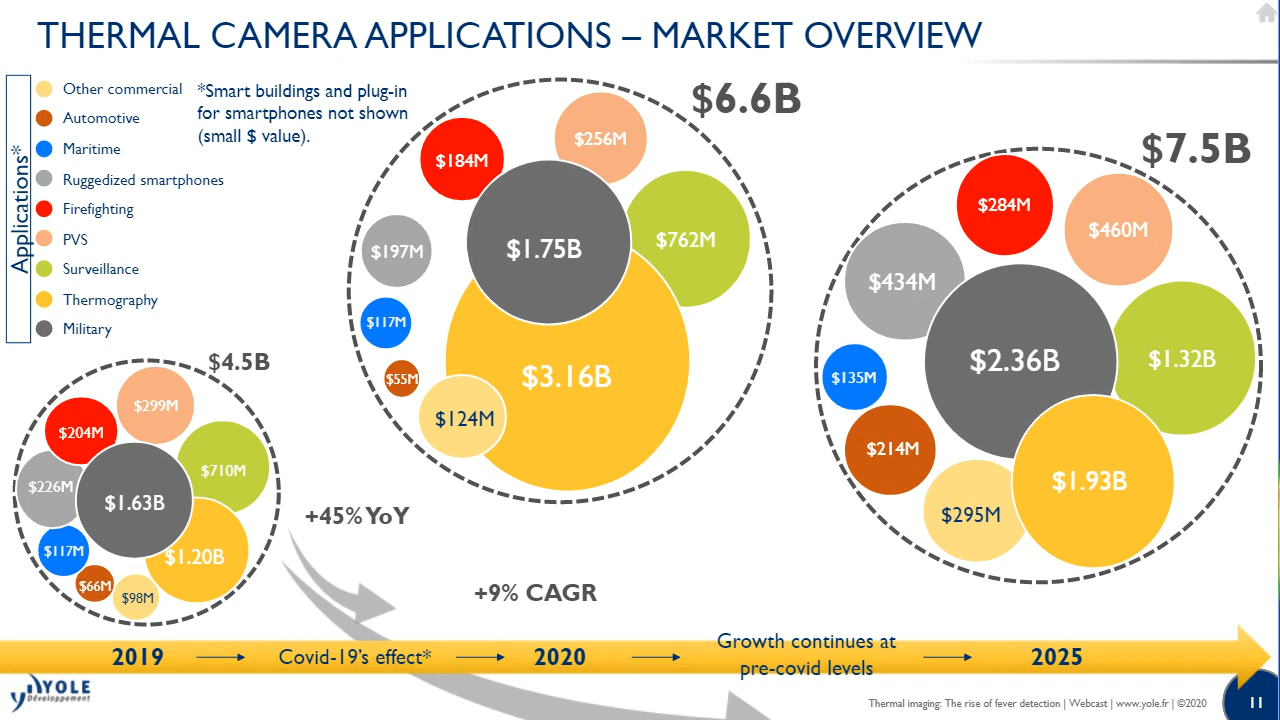 THERMAL CAMERA APPLICATIONS – MARKET OVERVIEW
Applications*
Other commercial
Automotive
Maritime
Ruggedized smartphones
Firefighting
PVS
Surveillance
Thermography
Military
*Smart buildings and plug-in
for smartphones not shown
(small $ value).
$4.5B
$299M
$204M
$710M
$226M
$1.63B
$117M
$1.20B
$66M
$98M
+45% YoY
+9% CAGR
$6.6B
$256M
$184M
$762M
$197M
$1.75B
$117M
$3.16B
$55M
$124M
$7.5B
$284M
$460M
$434M
$2.36B
$1.32B
$135M
$214M
$1.93B
$295M
2019
Covid-19's effect*
2020
Growth continues at
pre-covid levels
2025
YOLE
Développement
Thermal imaging: The rise of fever detection | Webcast | www.yole.fr | ©2020
11